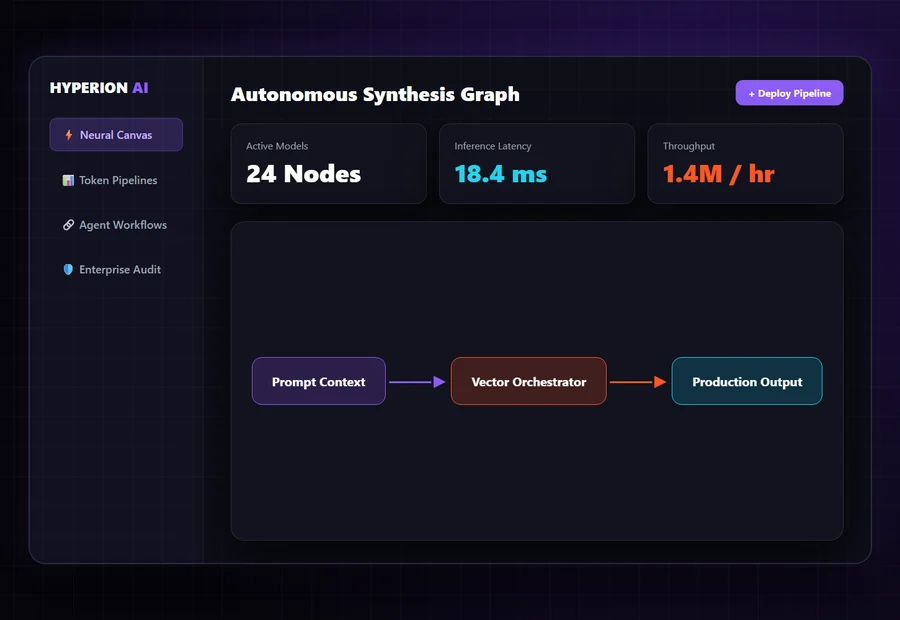 HYPERION AI
⚡ Neural Canvas
📊 Token Pipelines
🔗 Agent Workflows
🛡️ Enterprise Audit
Autonomous Synthesis Graph
+ Deploy Pipeline
Active Models
24 Nodes
Inference Latency
18.4 ms
Throughput
1.4M / hr
Prompt Context
Vector Orchestrator
Production Output